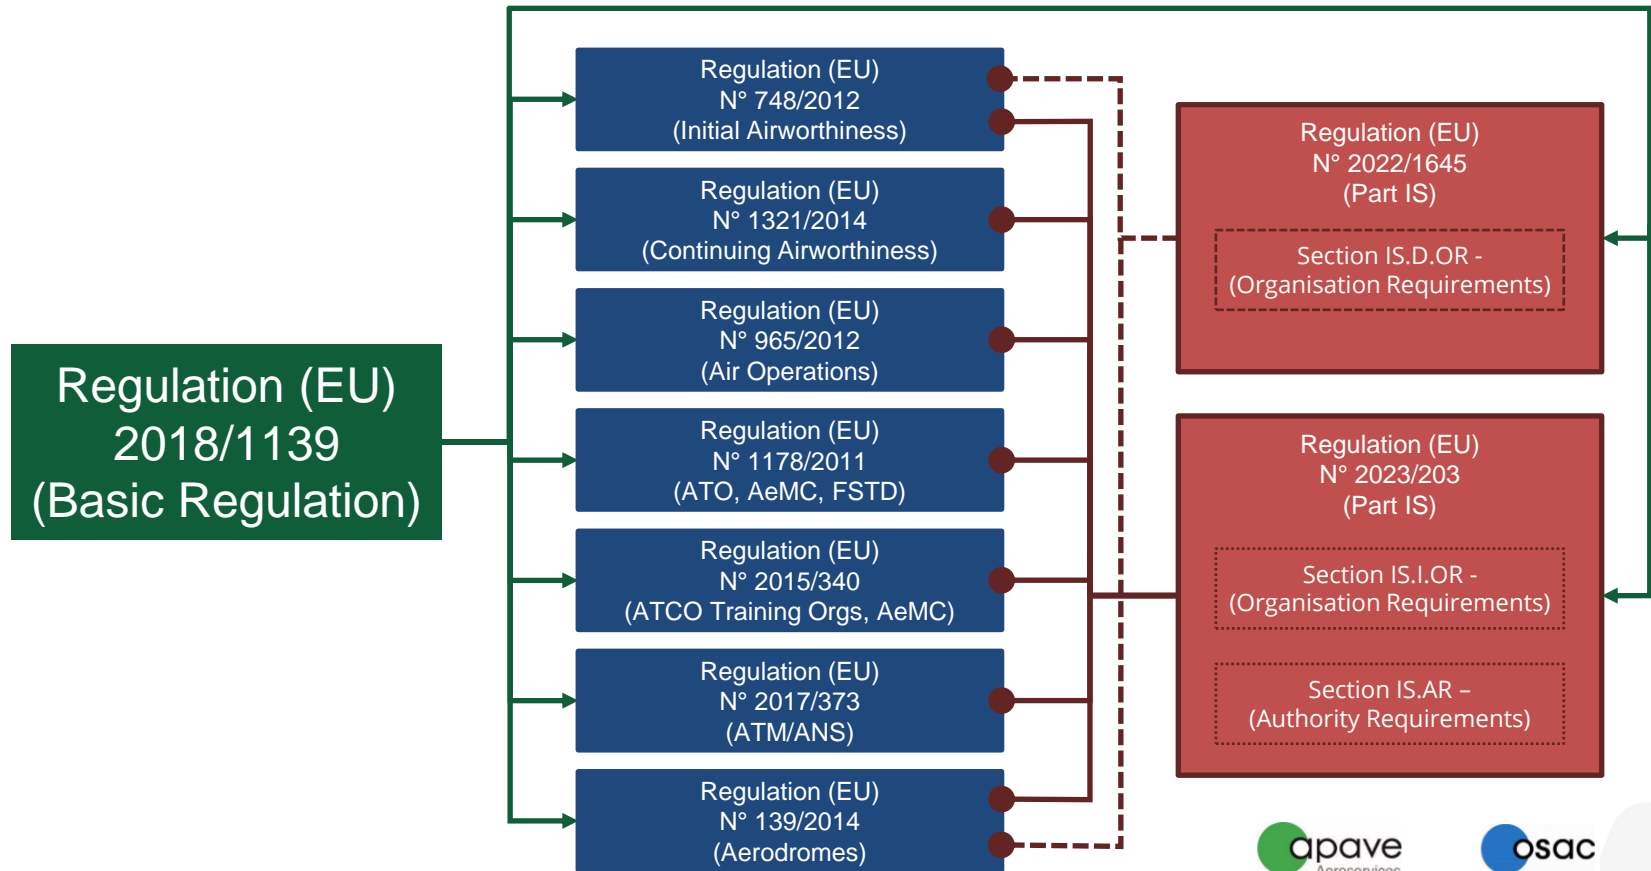 Regulation (EU)
2018/1139
(Basic Regulation)
Regulation (EU)
N° 748/2012
(Initial Airworthiness)
Regulation (EU)
N° 1321/2014
(Continuing Airworthiness)
Regulation (EU)
N° 965/2012
(Air Operations)
Regulation (EU)
N° 1178/2011
(ATO, AeMC, FSTD)
Regulation (EU)
N° 2015/340
(ATCO Training Orgs, AeMC)
Regulation (EU)
N° 2017/373
(ATM/ANS)
Regulation (EU)
N° 139/2014
(Aerodromes)
Regulation (EU)
N° 2022/1645
(Part IS)
Section IS.D.OR -
(Organisation Requirements)
Regulation (EU)
N° 2023/203
(Part IS)
Section IS.I.OR -
(Organisation Requirements)
Section IS.AR –
(Authority Requirements)
apave
Aeroservices
osac